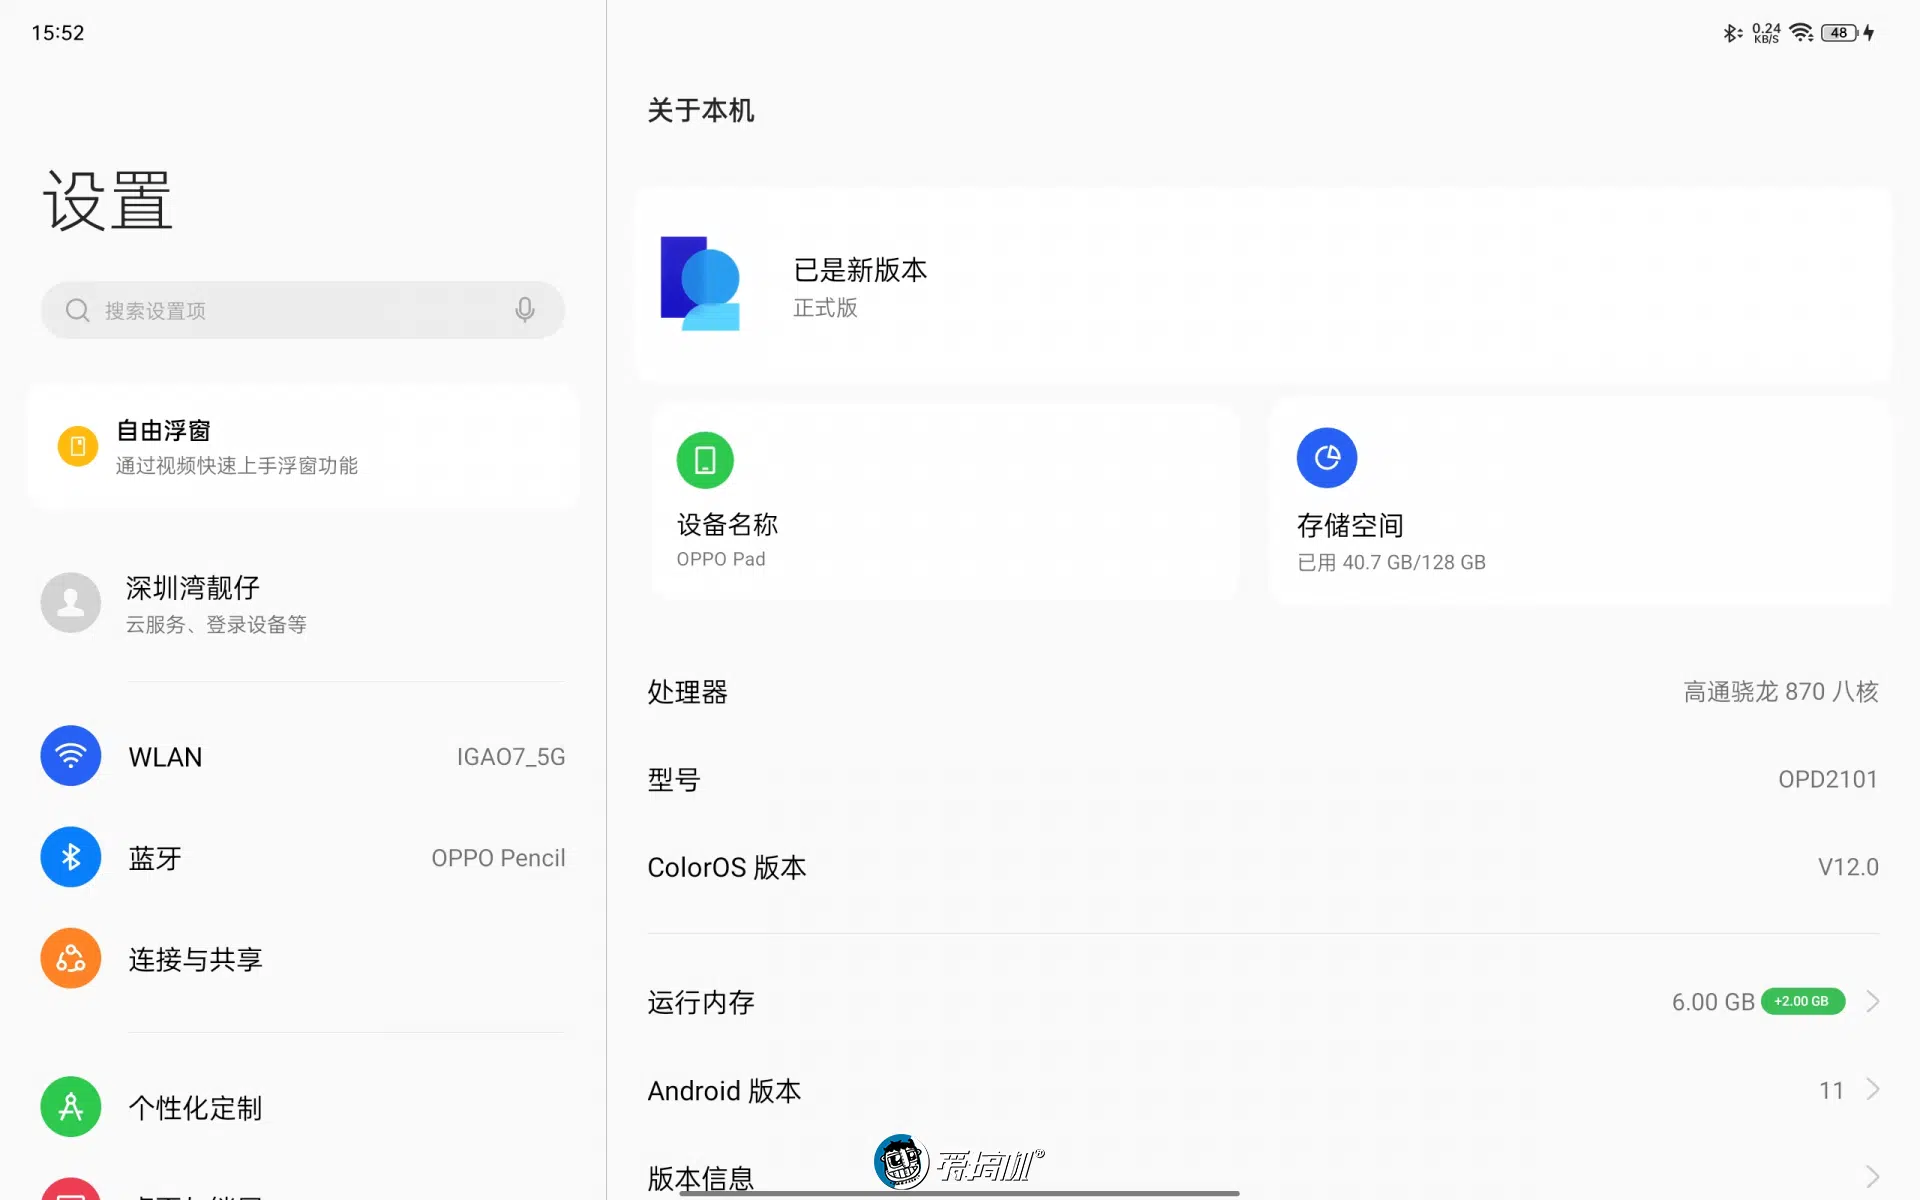 15:52
0.24
KB/S
48
设置
搜索设置项
自由浮窗
通过视频快速上手浮窗功能
深圳湾靓仔
云服务、登录设备等
WLAN
IGAO7_5G
蓝牙
OPPO Pencil
连接与共享
个性化定制
关于本机
已是新版本
正式版
设备名称
OPPO Pad
存储空间
已用 40.7 GB/128 GB
处理器
高通骁龙 870 八核
型号
OPD2101
ColorOS 版本
V12.0
运行内存
6.00 GB
+2.00 GB
Android 版本
11
版本信息
爱搞机®